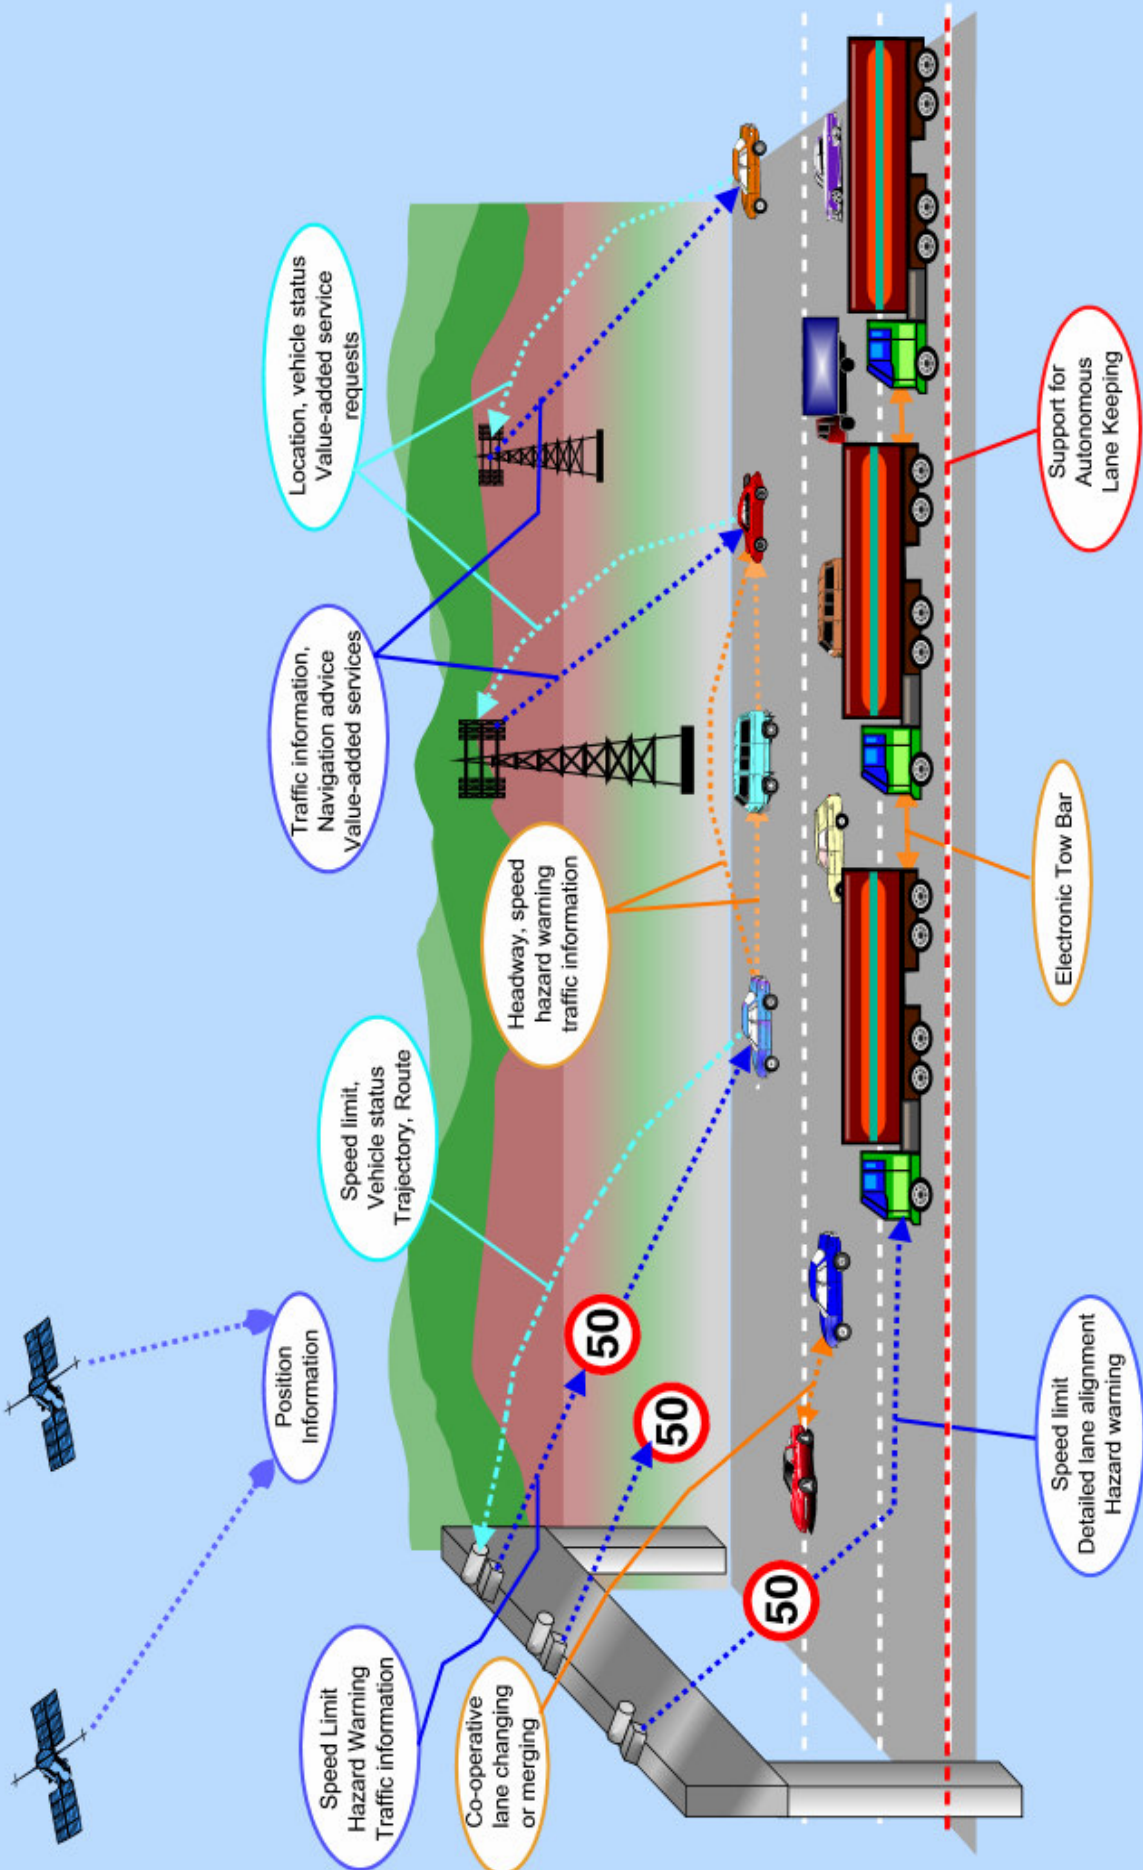 Position
Information
Speed Limit
Hazard Warning
Traffic information
Speed limit,
Vehicle status
Trajectory, Route
Traffic information,
Navigation advice
Value-added services
Location, vehicle status
Value-added service
requests
Co-operative
lane changing
or merging
Headway, speed
hazard warning
traffic information
50
50
50
Speed limit
Detailed lane alignment
Hazard warning
Electronic Tow Bar
Support for
Autonomous
Lane Keeping